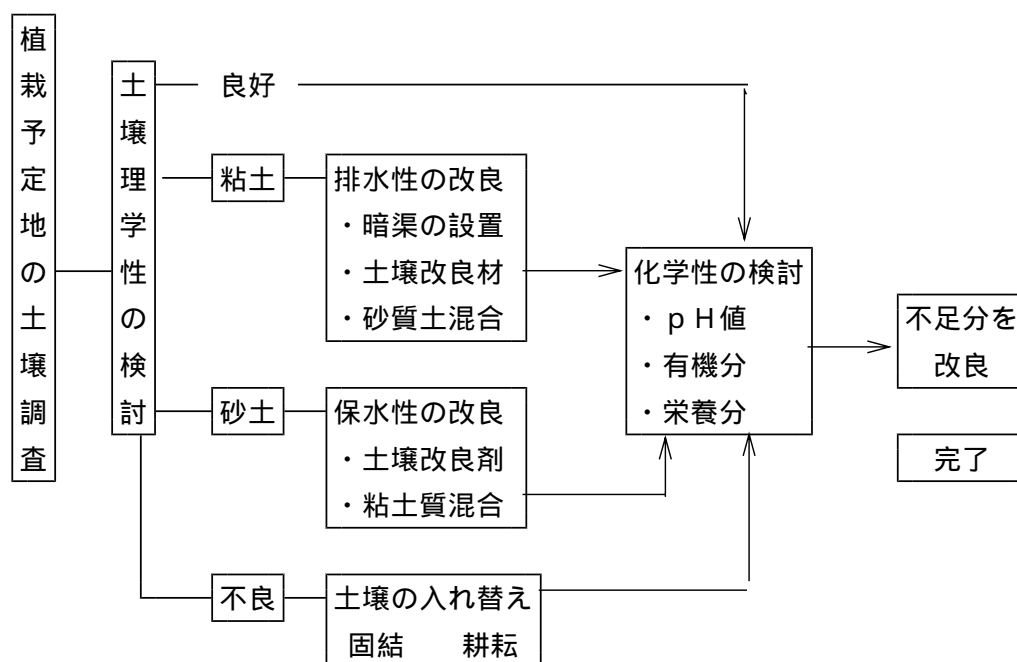 植栽予定地の土壌調査
土壌理学性の検討
良好
粘土
排水性の改良
・暗渠の設置
・土壌改良材
・砂質土混合
砂土
保水性の改良
・土壌改良剤
・粘土質混合
不良
土壌の入れ替え
固結 耕耘
化学性の検討
・ｐＨ値
・有機分
・栄養分
不足分を
改良
完了